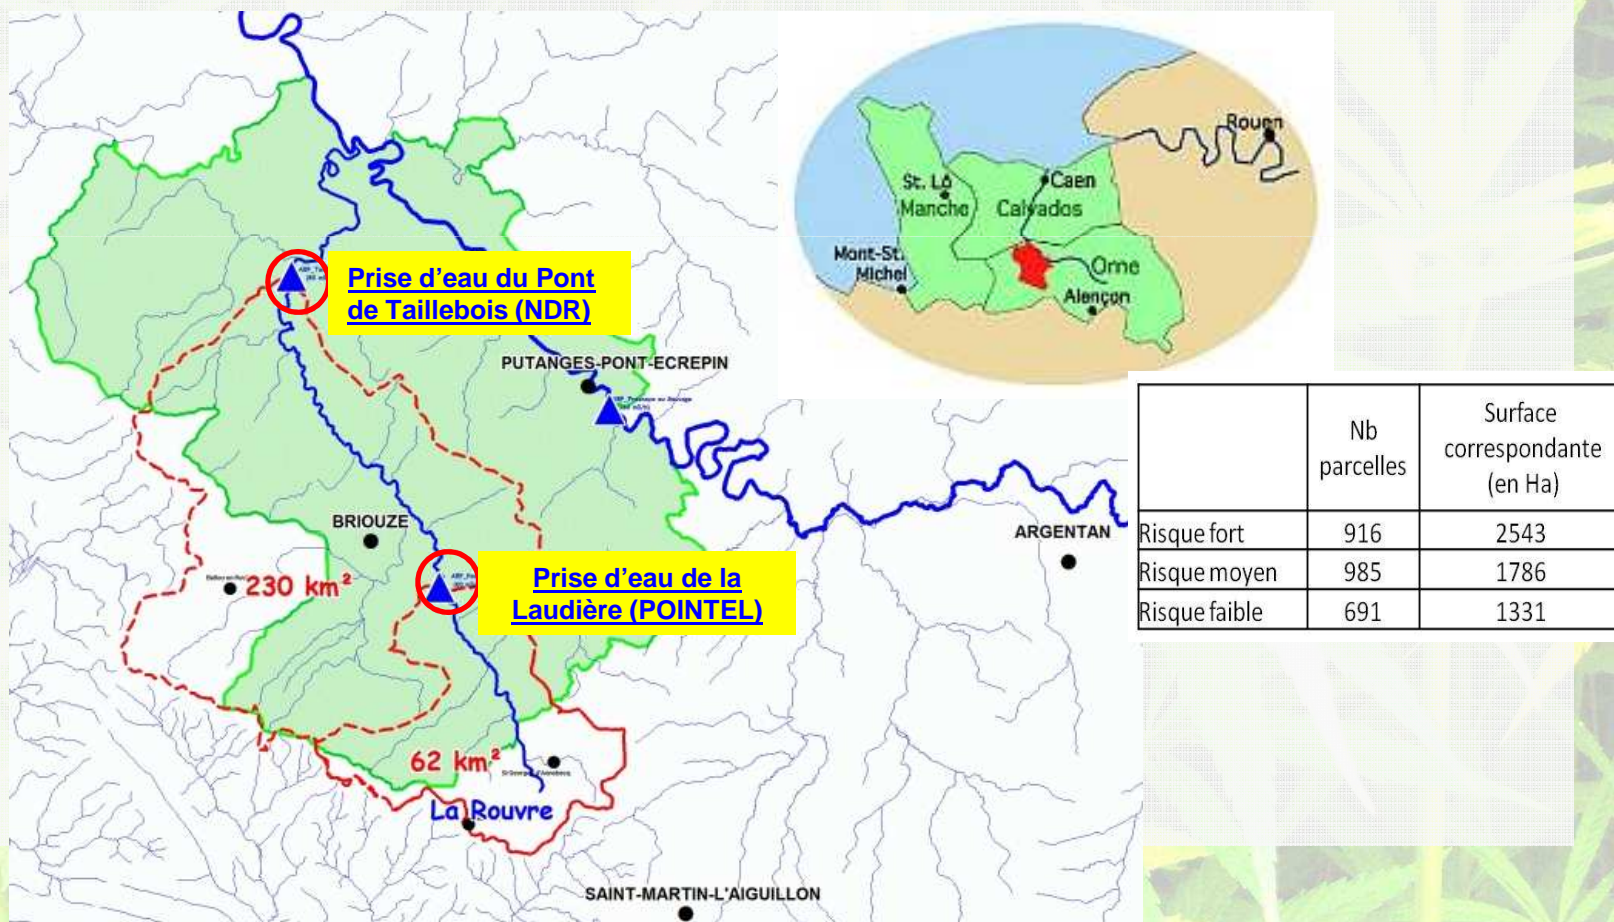 Rouen
St. Lô
Caen
Manche
Calvados
Mont-St.
Michel
Orne
Alençon
Prise d'eau du Pont
de Taillebois (NDR)
PUTANGES-PONT-ECREPIN
BRIOUZE
ARGENTAN
230 km²
Prise d'eau de la
Laudière (POINTEL)
62 km²
La Rouvre
SAINT-MARTIN-L'AIGUILLON
Nb parcelles
Surface correspondante (en Ha)
Risque fort 916 2543
Risque moyen 985 1786
Risque faible 691 1331